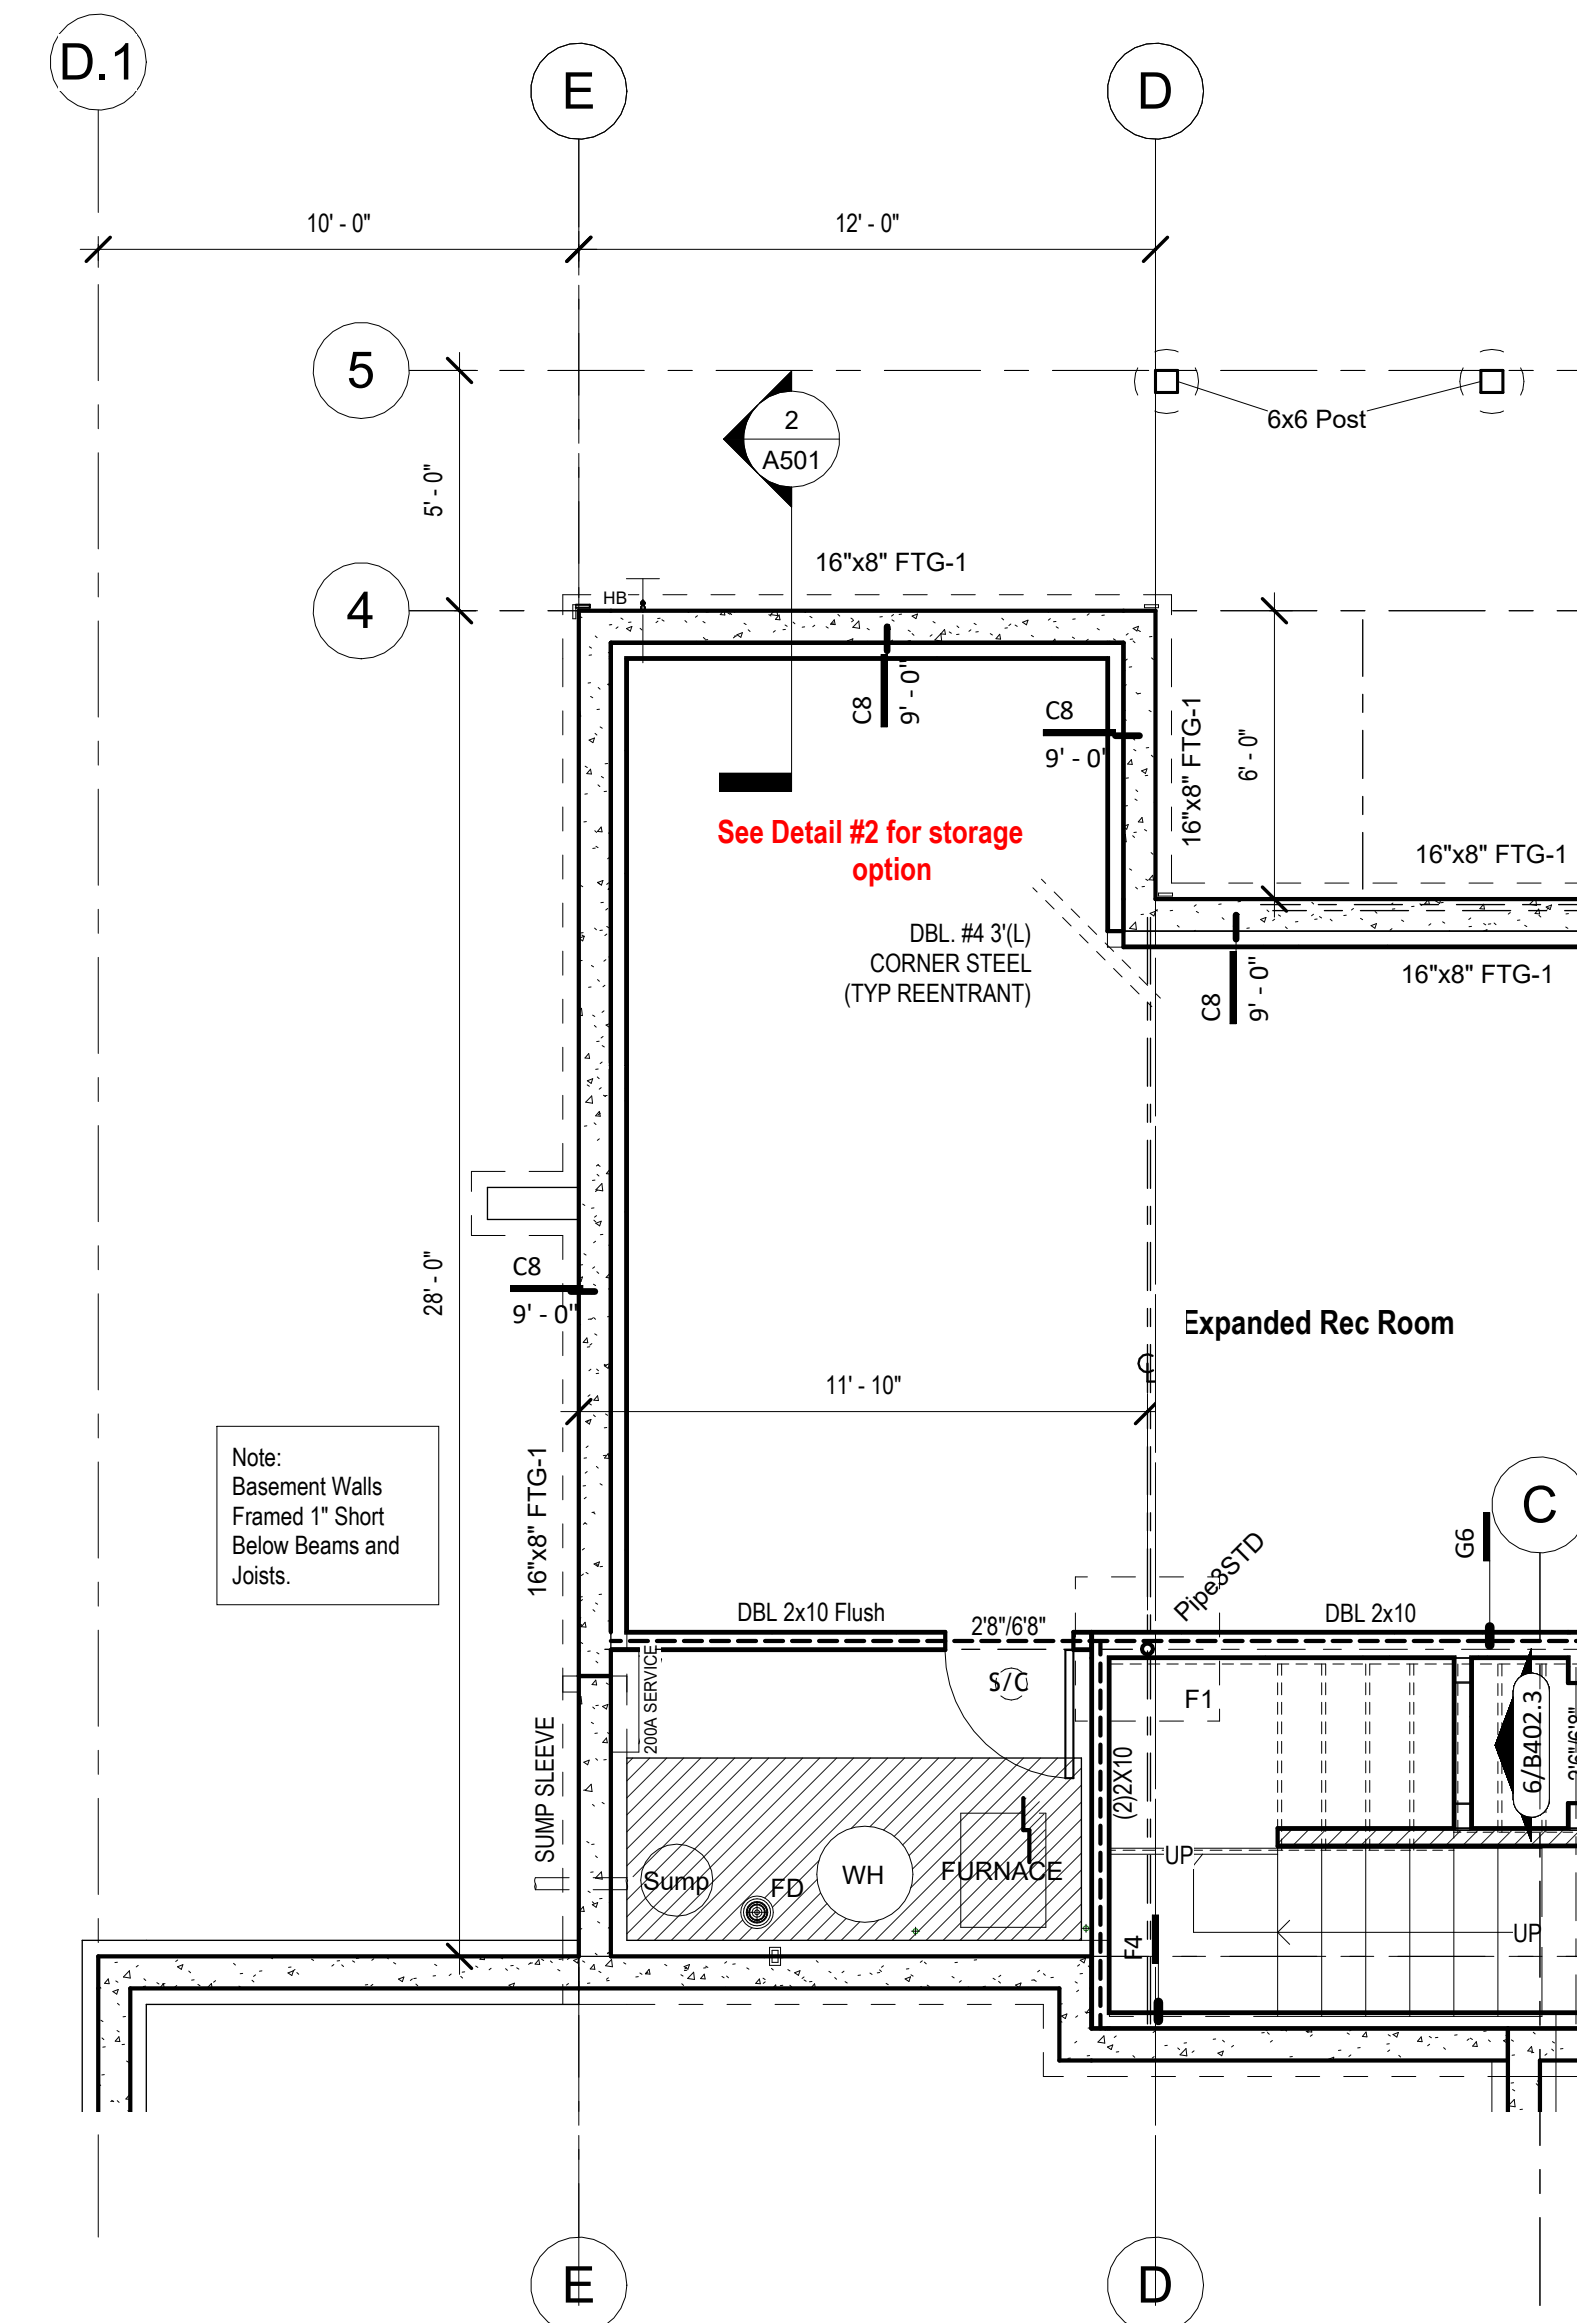 D.1
E
D
10' - 0"
12' - 0"
5
2
A501
6x6 Post
5' - 0"
16"x8" FTG-1
4
HB
C8
9' - 0"
C8
9' - 0"
16"x8" FTG-1
6' - 0"
See Detail #2 for storage
option
16"x8" FTG-1
DBL. #4 3'(L)
CORNER STEEL
(TYP REENTRANT)
16"x8" FTG-1
C8
9' - 0"
28' - 0"
C8
9' - 0"
Expanded Rec Room
CL
11' - 10"
Note:
Basement Walls
Framed 1" Short
Below Beams and
Joists.
16"x8" FTG-1
C
G6
Pipe3STD
DBL 2x10 Flush
2'8"/6'8"
DBL 2x10
200A SERVICE
S/C
F1
SUMP SLEEVE
(2)2X10
6/B402.3
2'6"/6'8"
Sump
FD
WH
FURNACE
UP
UP
F4
E
D